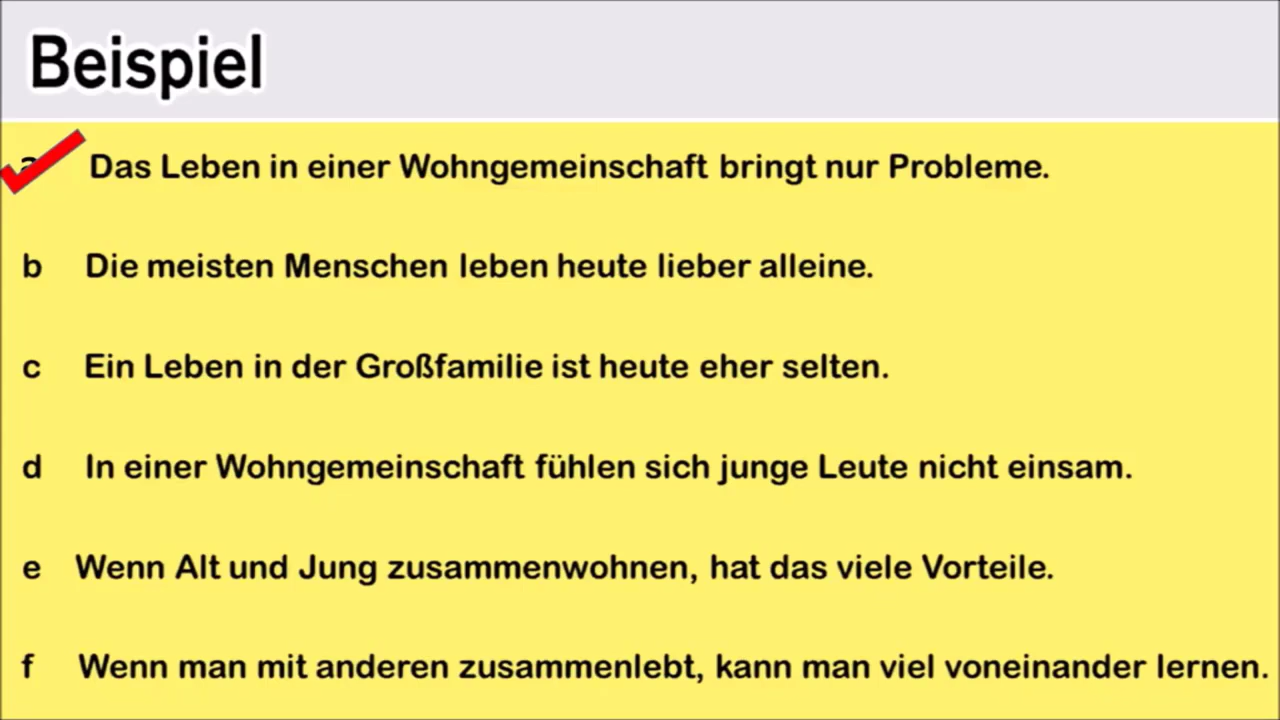 Beispiel
a Das Leben in einer Wohngemeinschaft bringt nur Probleme.
b Die meisten Menschen leben heute lieber alleine.
c Ein Leben in der Großfamilie ist heute eher selten.
d In einer Wohngemeinschaft fühlen sich junge Leute nicht einsam.
e Wenn Alt und Jung zusammenwohnen, hat das viele Vorteile.
f Wenn man mit anderen zusammenlebt, kann man viel voneinander lernen.